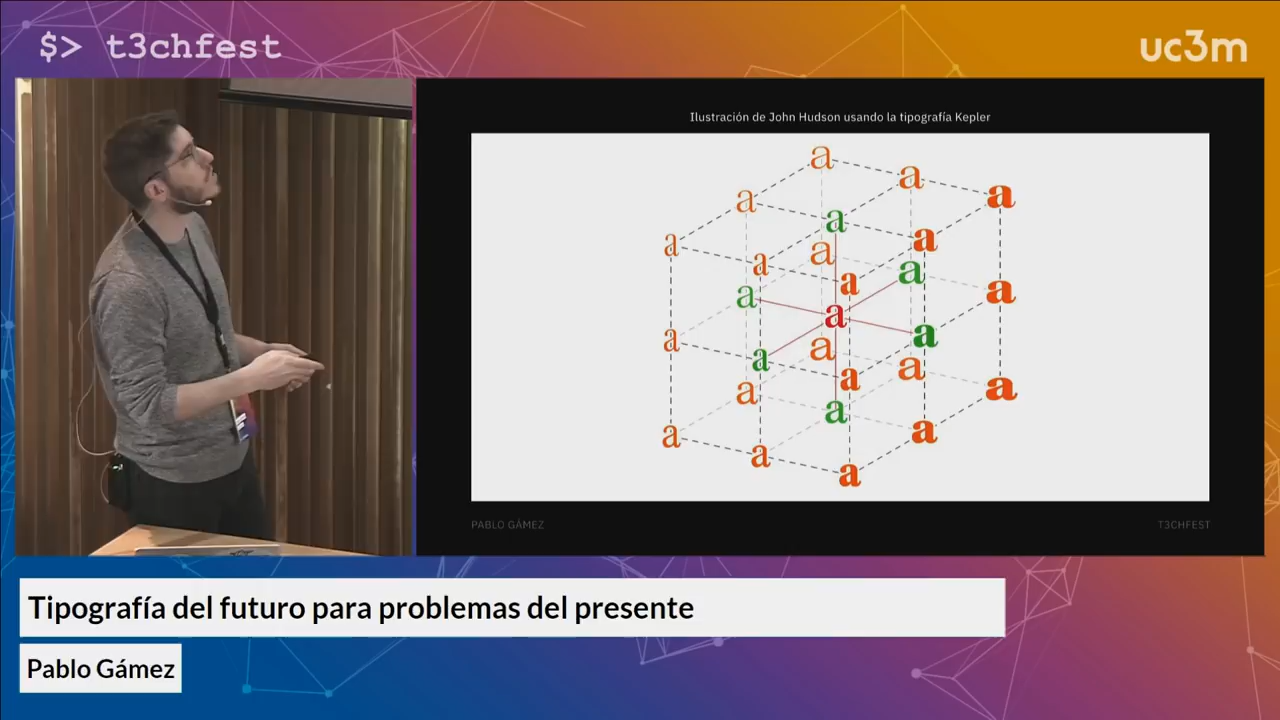 $> t3chfest
uc3m
Ilustración de John Hudson usando la tipografía Kepler
a a a
a a a
a a a
a a a
a a a
a a a
a a a
a a a
a a a
PABLO GÁMEZ
T3CHFEST
Tipografía del futuro para problemas del presente
Pablo Gámez